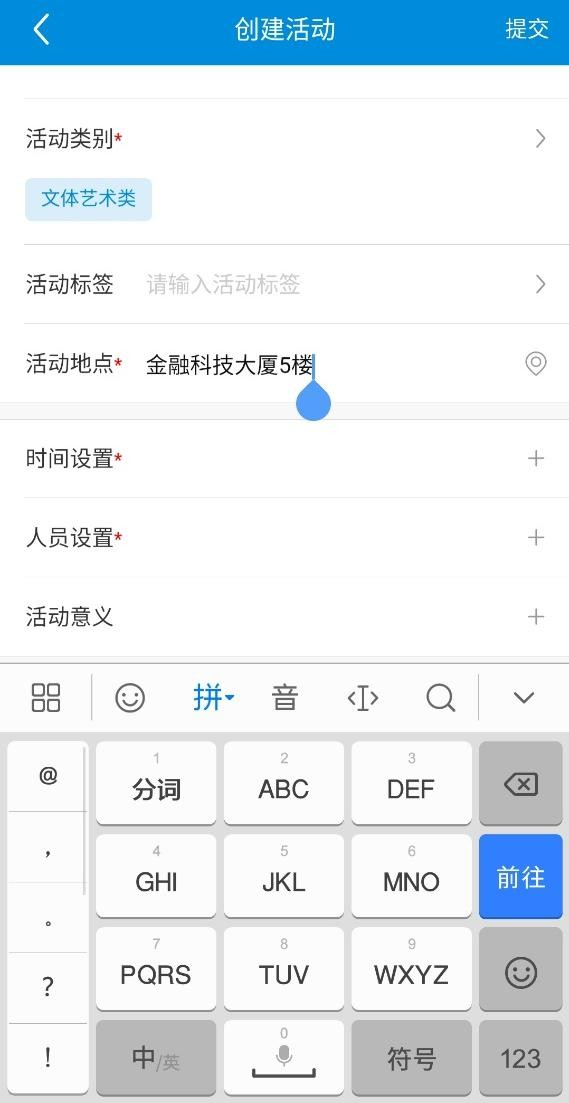 创建活动 提交
活动类别*
文体艺术类
活动标签 请输入活动标签
活动地点* 金融科技大厦5楼
时间设置*
人员设置*
活动意义
拼 音
@ 1 分词 2 ABC 3 DEF
， 4 GHI 5 JKL 6 MNO 前往
。 7 PQRS 8 TUV 9 WXYZ
?
! 中/英 0 符号 123